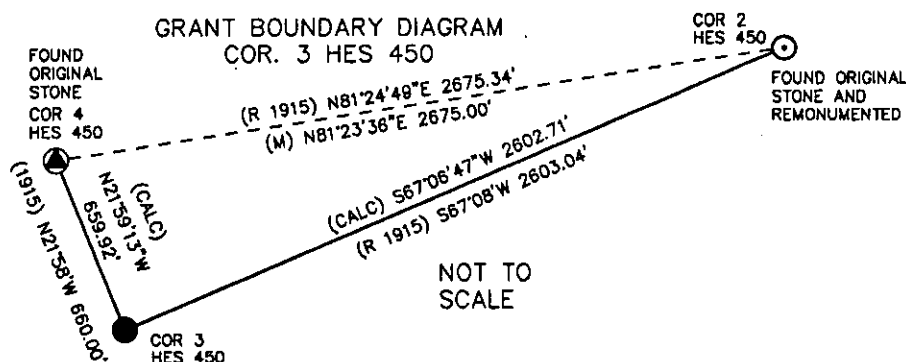 GRANT BOUNDARY DIAGRAM
COR. 3 HES 450
FOUND
ORIGINAL
STONE
COR 4
HES 450
COR 2
HES 450
FOUND ORIGINAL
STONE AND
REMONUMENTED
(R 1915) N81°24'49"E 2675.34'
(M) N81°23'36"E 2675.00'
(CALC) S67°06'47"W 2602.71'
(R 1915) S67°08'W 2603.04'
(CALC)
N21°59'13"W
659.92'
(1915) N21°58'W 660.00'
NOT TO
SCALE
COR 3
HES 450